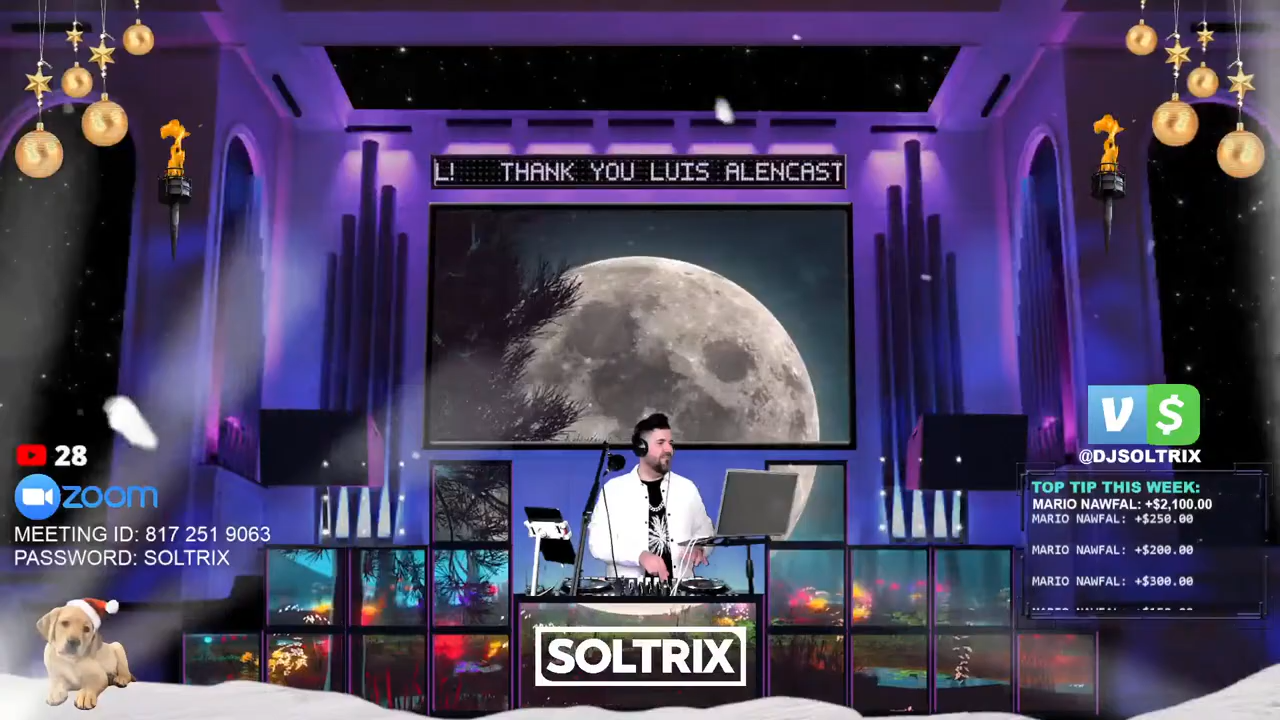 L! THANK YOU LUIS ALENCAST
28
zoom
MEETING ID: 817 251 9063
PASSWORD: SOLTRIX
V $
@DJSOLTRIX
TOP TIP THIS WEEK:
MARIO NAWFAL: +$2,100.00
MARIO NAWFAL: +$250.00
MARIO NAWFAL: +$200.00
MARIO NAWFAL: +$300.00
SOLTRIX